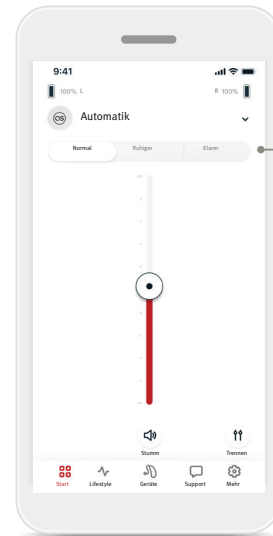 9:41
100% L R 100%
Automatik
Normal Ruhiger Klarer
Stumm Trennen
Start Lifestyle Geräte Support Mehr